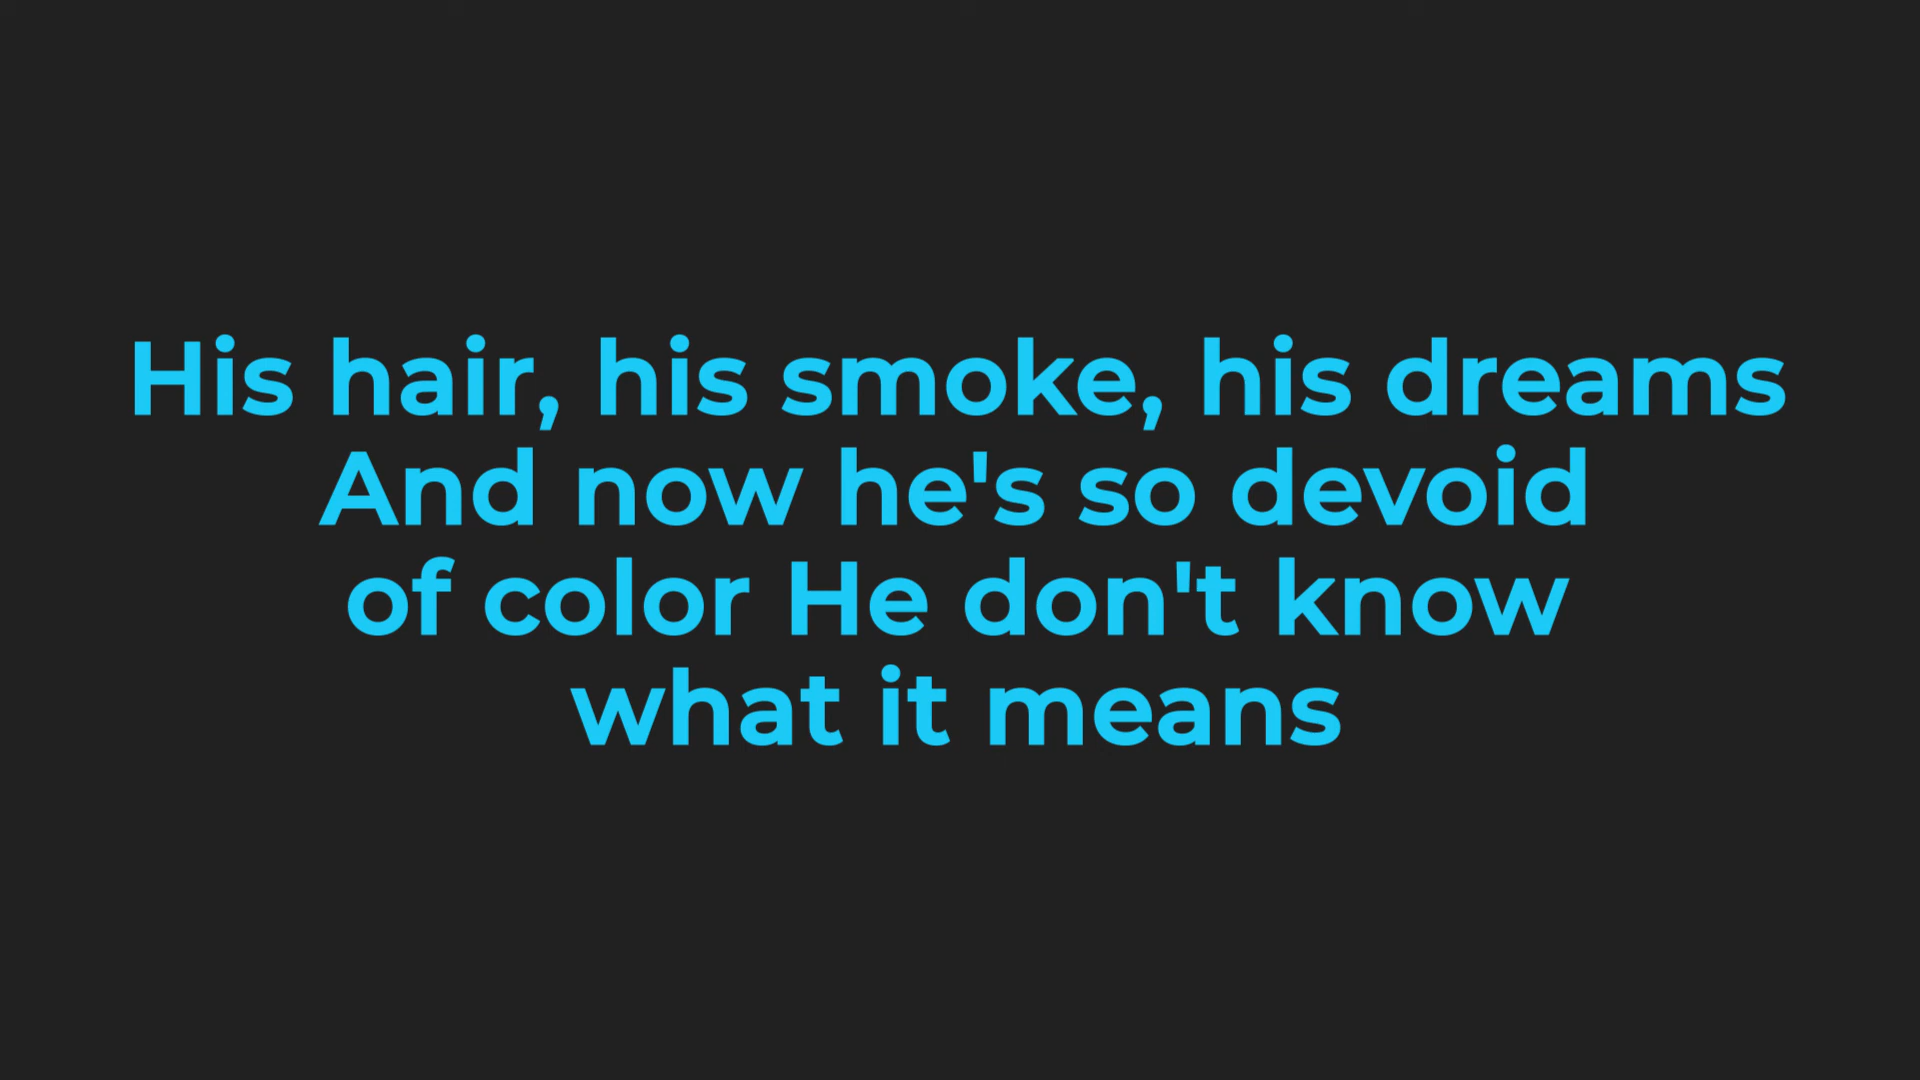 His hair, his smoke, his dreams
And now he's so devoid
of color He don't know
what it means